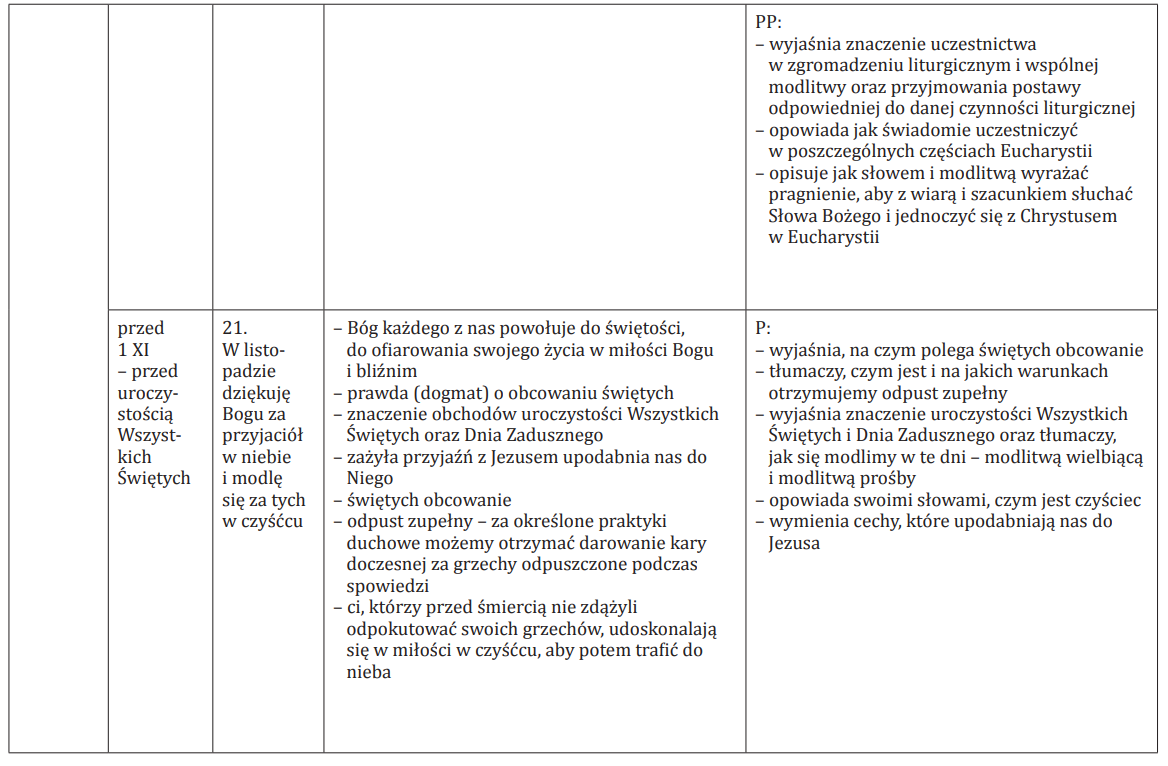 PP:
– wyjaśnia znaczenie uczestnictwa
w zgromadzeniu liturgicznym i wspólnej
modlitwy oraz przyjmowania postawy
odpowiedniej do danej czynności liturgicznej
– opowiada jak świadomie uczestniczyć
w poszczególnych częściach Eucharystii
– opisuje jak słowem i modlitwą wyrażać
pragnienie, aby z wiarą i szacunkiem słuchać
Słowa Bożego i jednoczyć się z Chrystusem
w Eucharystii
przed
1 XI
– przed
uroczy-
stością
Wszyst-
kich
Świętych
21.
W listo-
padzie
dziękuję
Bogu za
przyjaciół
w niebie
i modlę
się za tych
w czyśćcu
– Bóg każdego z nas powołuje do świętości,
do ofiarowania swojego życia w miłości Bogu
i bliźnim
– prawda (dogmat) o obcowaniu świętych
– znaczenie obchodów uroczystości Wszystkich
Świętych oraz Dnia Zadusznego
– zażyła przyjaźń z Jezusem upodabnia nas do
Niego
– świętych obcowanie
– odpust zupełny – za określone praktyki
duchowe możemy otrzymać darowanie kary
doczesnej za grzechy odpuszczone podczas
spowiedzi
– ci, którzy przed śmiercią nie zdążyli
odpokutować swoich grzechów, udoskonalają
się w miłości w czyśćcu, aby potem trafić do
nieba
P:
– wyjaśnia, na czym polega świętych obcowanie
– tłumaczy, czym jest i na jakich warunkach
otrzymujemy odpust zupełny
– wyjaśnia znaczenie uroczystości Wszystkich
Świętych i Dnia Zadusznego oraz tłumaczy,
jak się modlimy w te dni – modlitwą wielbiącą
i modlitwą prośby
– opowiada swoimi słowami, czym jest czyściec
– wymienia cechy, które upodabniają nas do
Jezusa